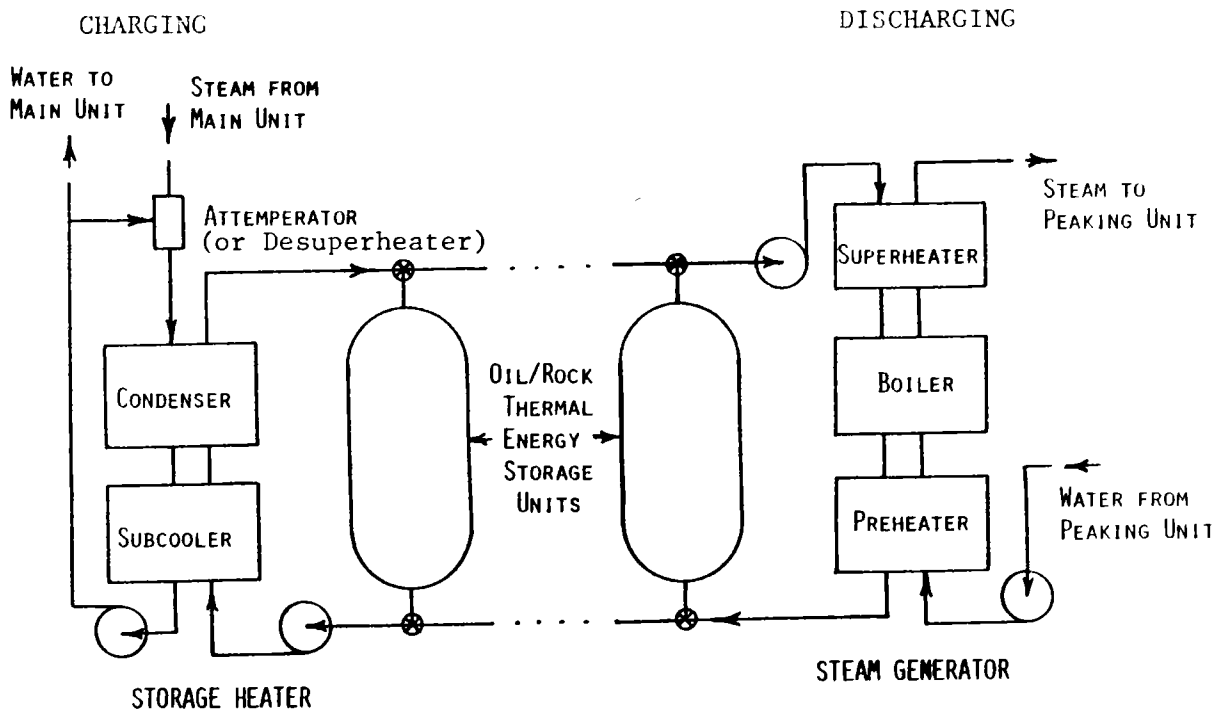 CHARGING
DISCHARGING
WATER TO
MAIN UNIT
STEAM FROM
MAIN UNIT
ATTEMPERATOR
(or Desuperheater)
STEAM TO
PEAKING UNIT
SUPERHEATER
CONDENSER
OIL/ROCK
THERMAL
ENERGY
STORAGE
UNITS
BOILER
SUBCOOLER
PREHEATER
WATER FROM
PEAKING UNIT
STORAGE HEATER
STEAM GENERATOR